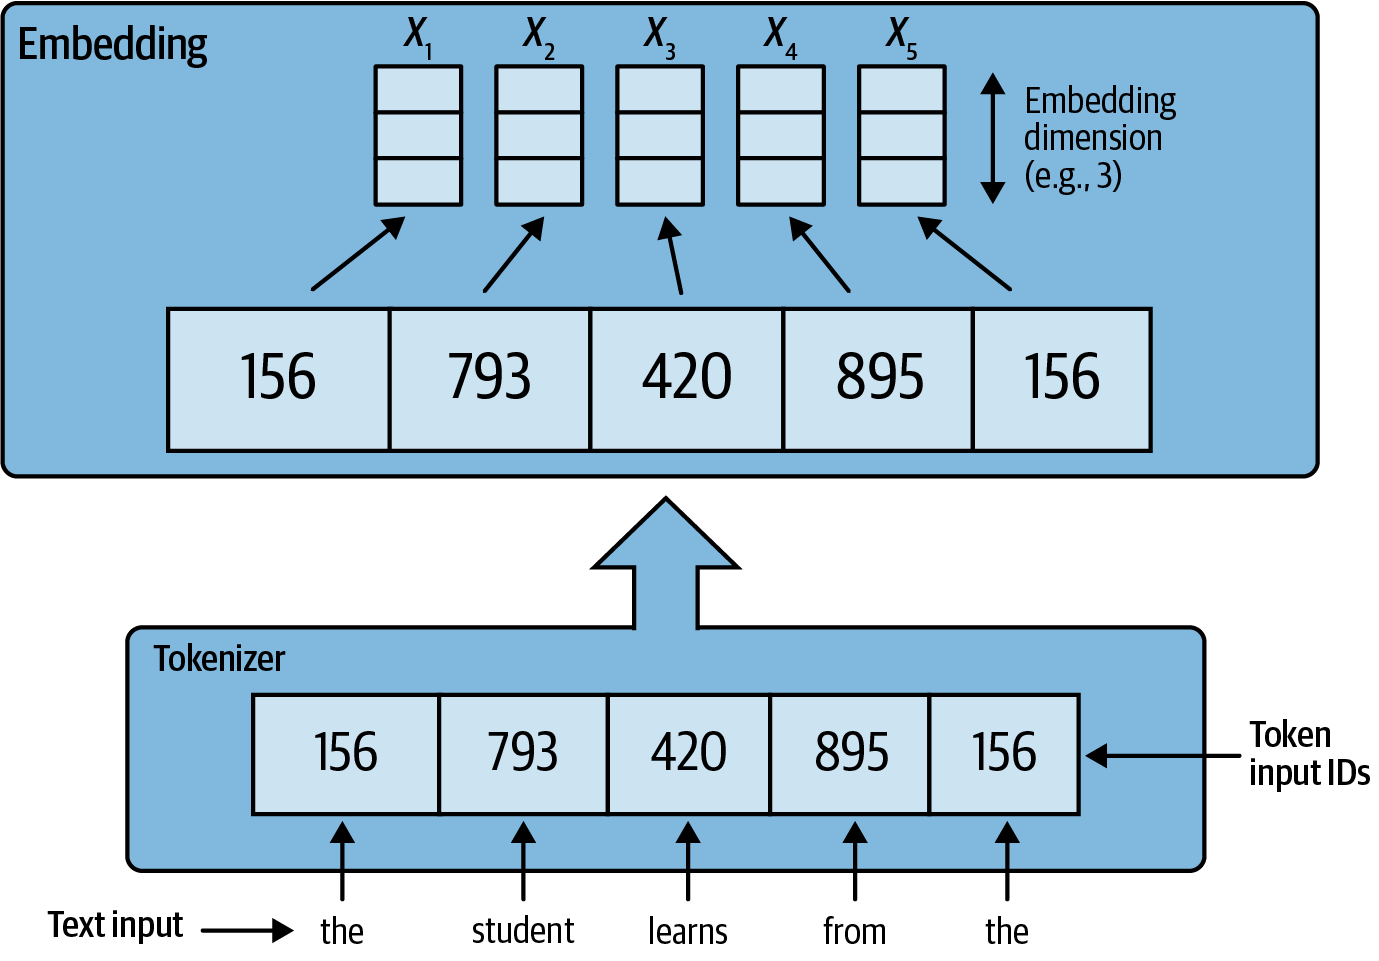 Embedding
X1 X2 X3 X4 X5
Embedding
dimension
(e.g., 3)
156 793 420 895 156
Tokenizer
156 793 420 895 156
Token
input IDs
Text input the student learns from the